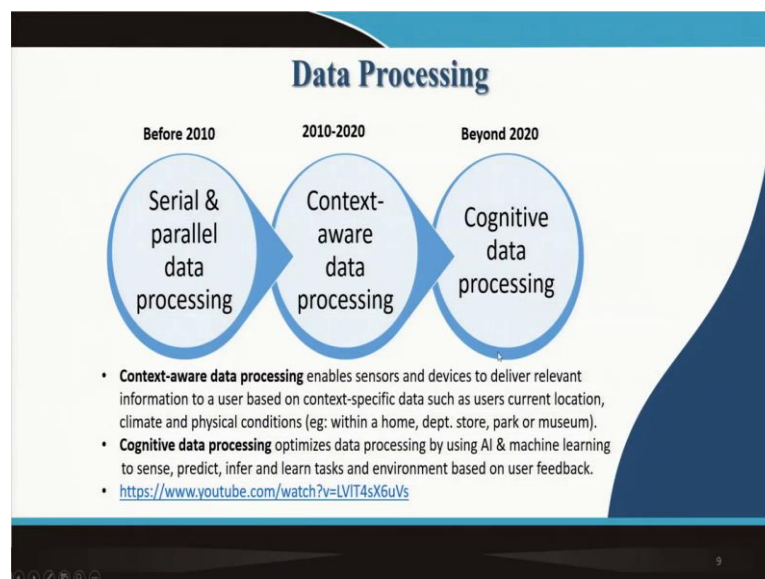 Data Processing
Before 2010
2010-2020
Beyond 2020
Serial &
parallel
data
processing
Context-
aware
data
processing
Cognitive
data
processing
• Context-aware data processing enables sensors and devices to deliver relevant
information to a user based on context-specific data such as users current location,
climate and physical conditions (eg: within a home, dept. store, park or museum).
• Cognitive data processing optimizes data processing by using AI & machine learning
to sense, predict, infer and learn tasks and environment based on user feedback.
• https://www.youtube.com/watch?v=LVlT4sX6uVs
9